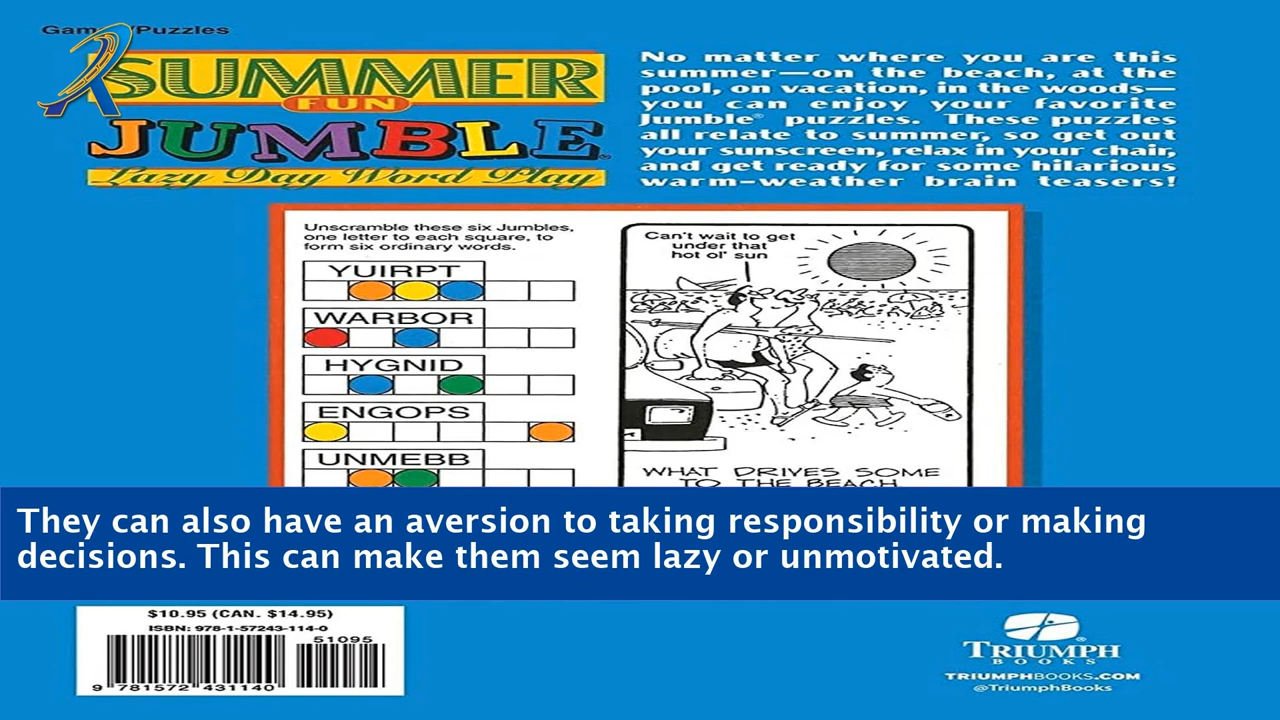 Gam
/Puzzles
SUMMER
FUN
JUMBLE®
Lazy Day Word Play
No matter where you are this
summer—on the beach, at the
pool, on vacation, in the woods—
you can enjoy your favorite
Jumble® puzzles. These puzzles
all relate to summer, so get out
your sunscreen, relax in your chair,
and get ready for some hilarious
warm-weather brain teasers!
Unscramble these six Jumbles,
one letter to each square, to
form six ordinary words.
YUIRPT
WARBOR
HYGNID
ENGOPS
UNMEBB
Can't wait to get
under that
hot ol' sun
WHAT DRIVES SOME
TO THE BEACH
They can also have an aversion to taking responsibility or making
decisions. This can make them seem lazy or unmotivated.
$10.95 (CAN. $14.95)
ISBN: 978-1-57243-114-0
51095
9 781572 431140
TRIUMPH
BOOKS
TRIUMPHBOOKS.COM
@TriumphBooks